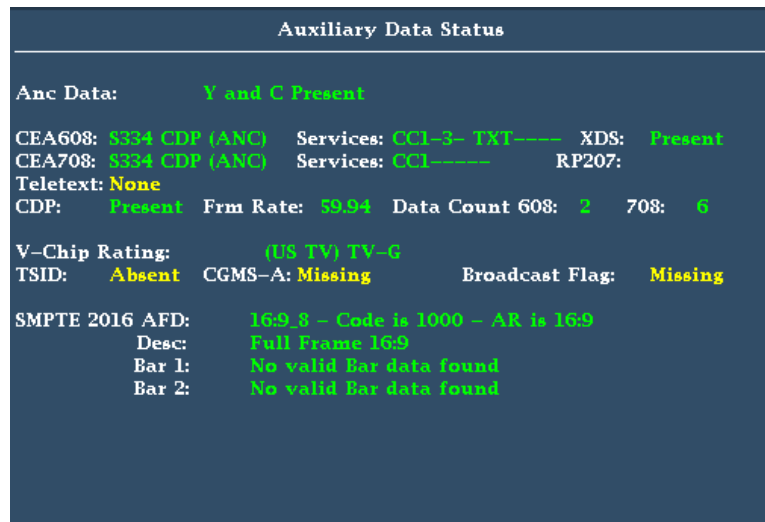 Auxiliary Data Status
Anc Data: Y and C Present
CEA608: S334 CDP (ANC) Services: CC1-3- TXT---- XDS: Present
CEA708: S334 CDP (ANC) Services: CC1----- RP207:
Teletext: None
CDP: Present Frm Rate: 59.94 Data Count 608: 2 708: 6
V-Chip Rating: (US TV) TV-G
TSID: Absent CGMS-A: Missing Broadcast Flag: Missing
SMPTE 2016 AFD: 16:9_8 - Code is 1000 - AR is 16:9
Desc: Full Frame 16:9
Bar 1: No valid Bar data found
Bar 2: No valid Bar data found